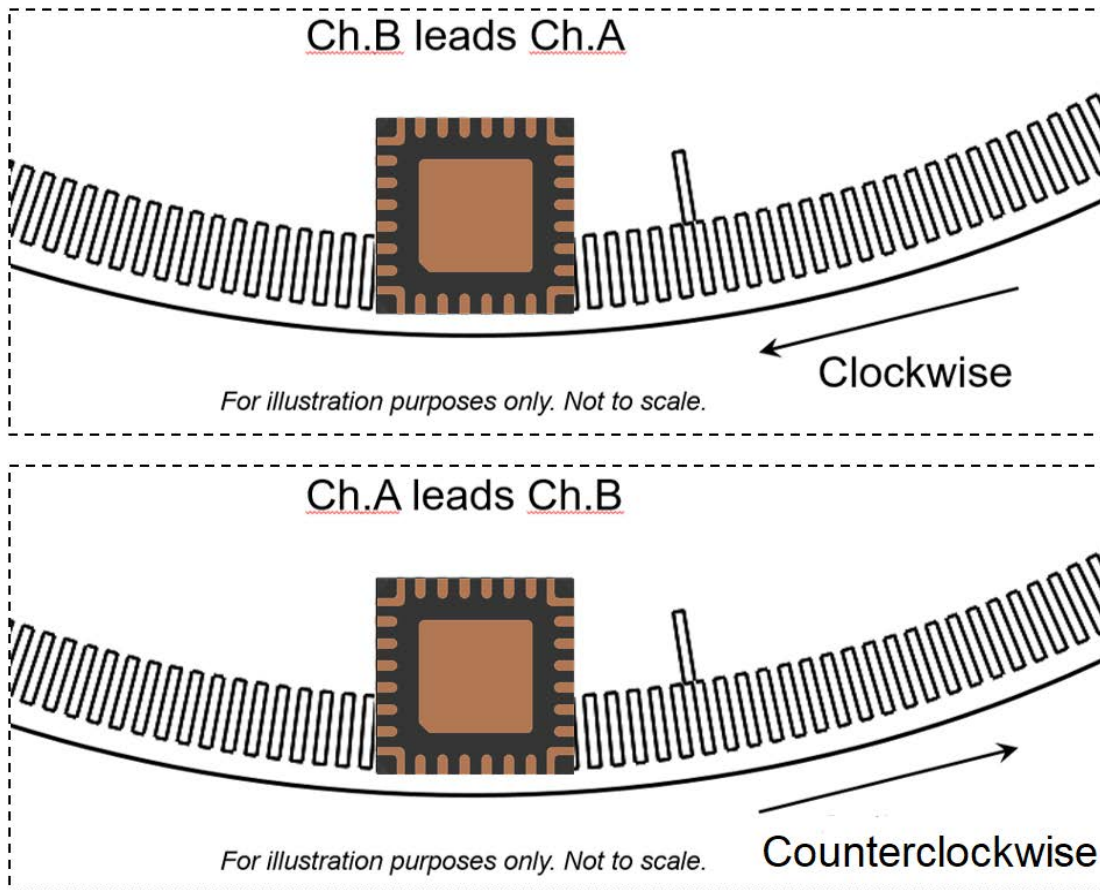 Ch.B leads Ch.A
Clockwise
For illustration purposes only. Not to scale.
Ch.A leads Ch.B
Counterclockwise
For illustration purposes only. Not to scale.